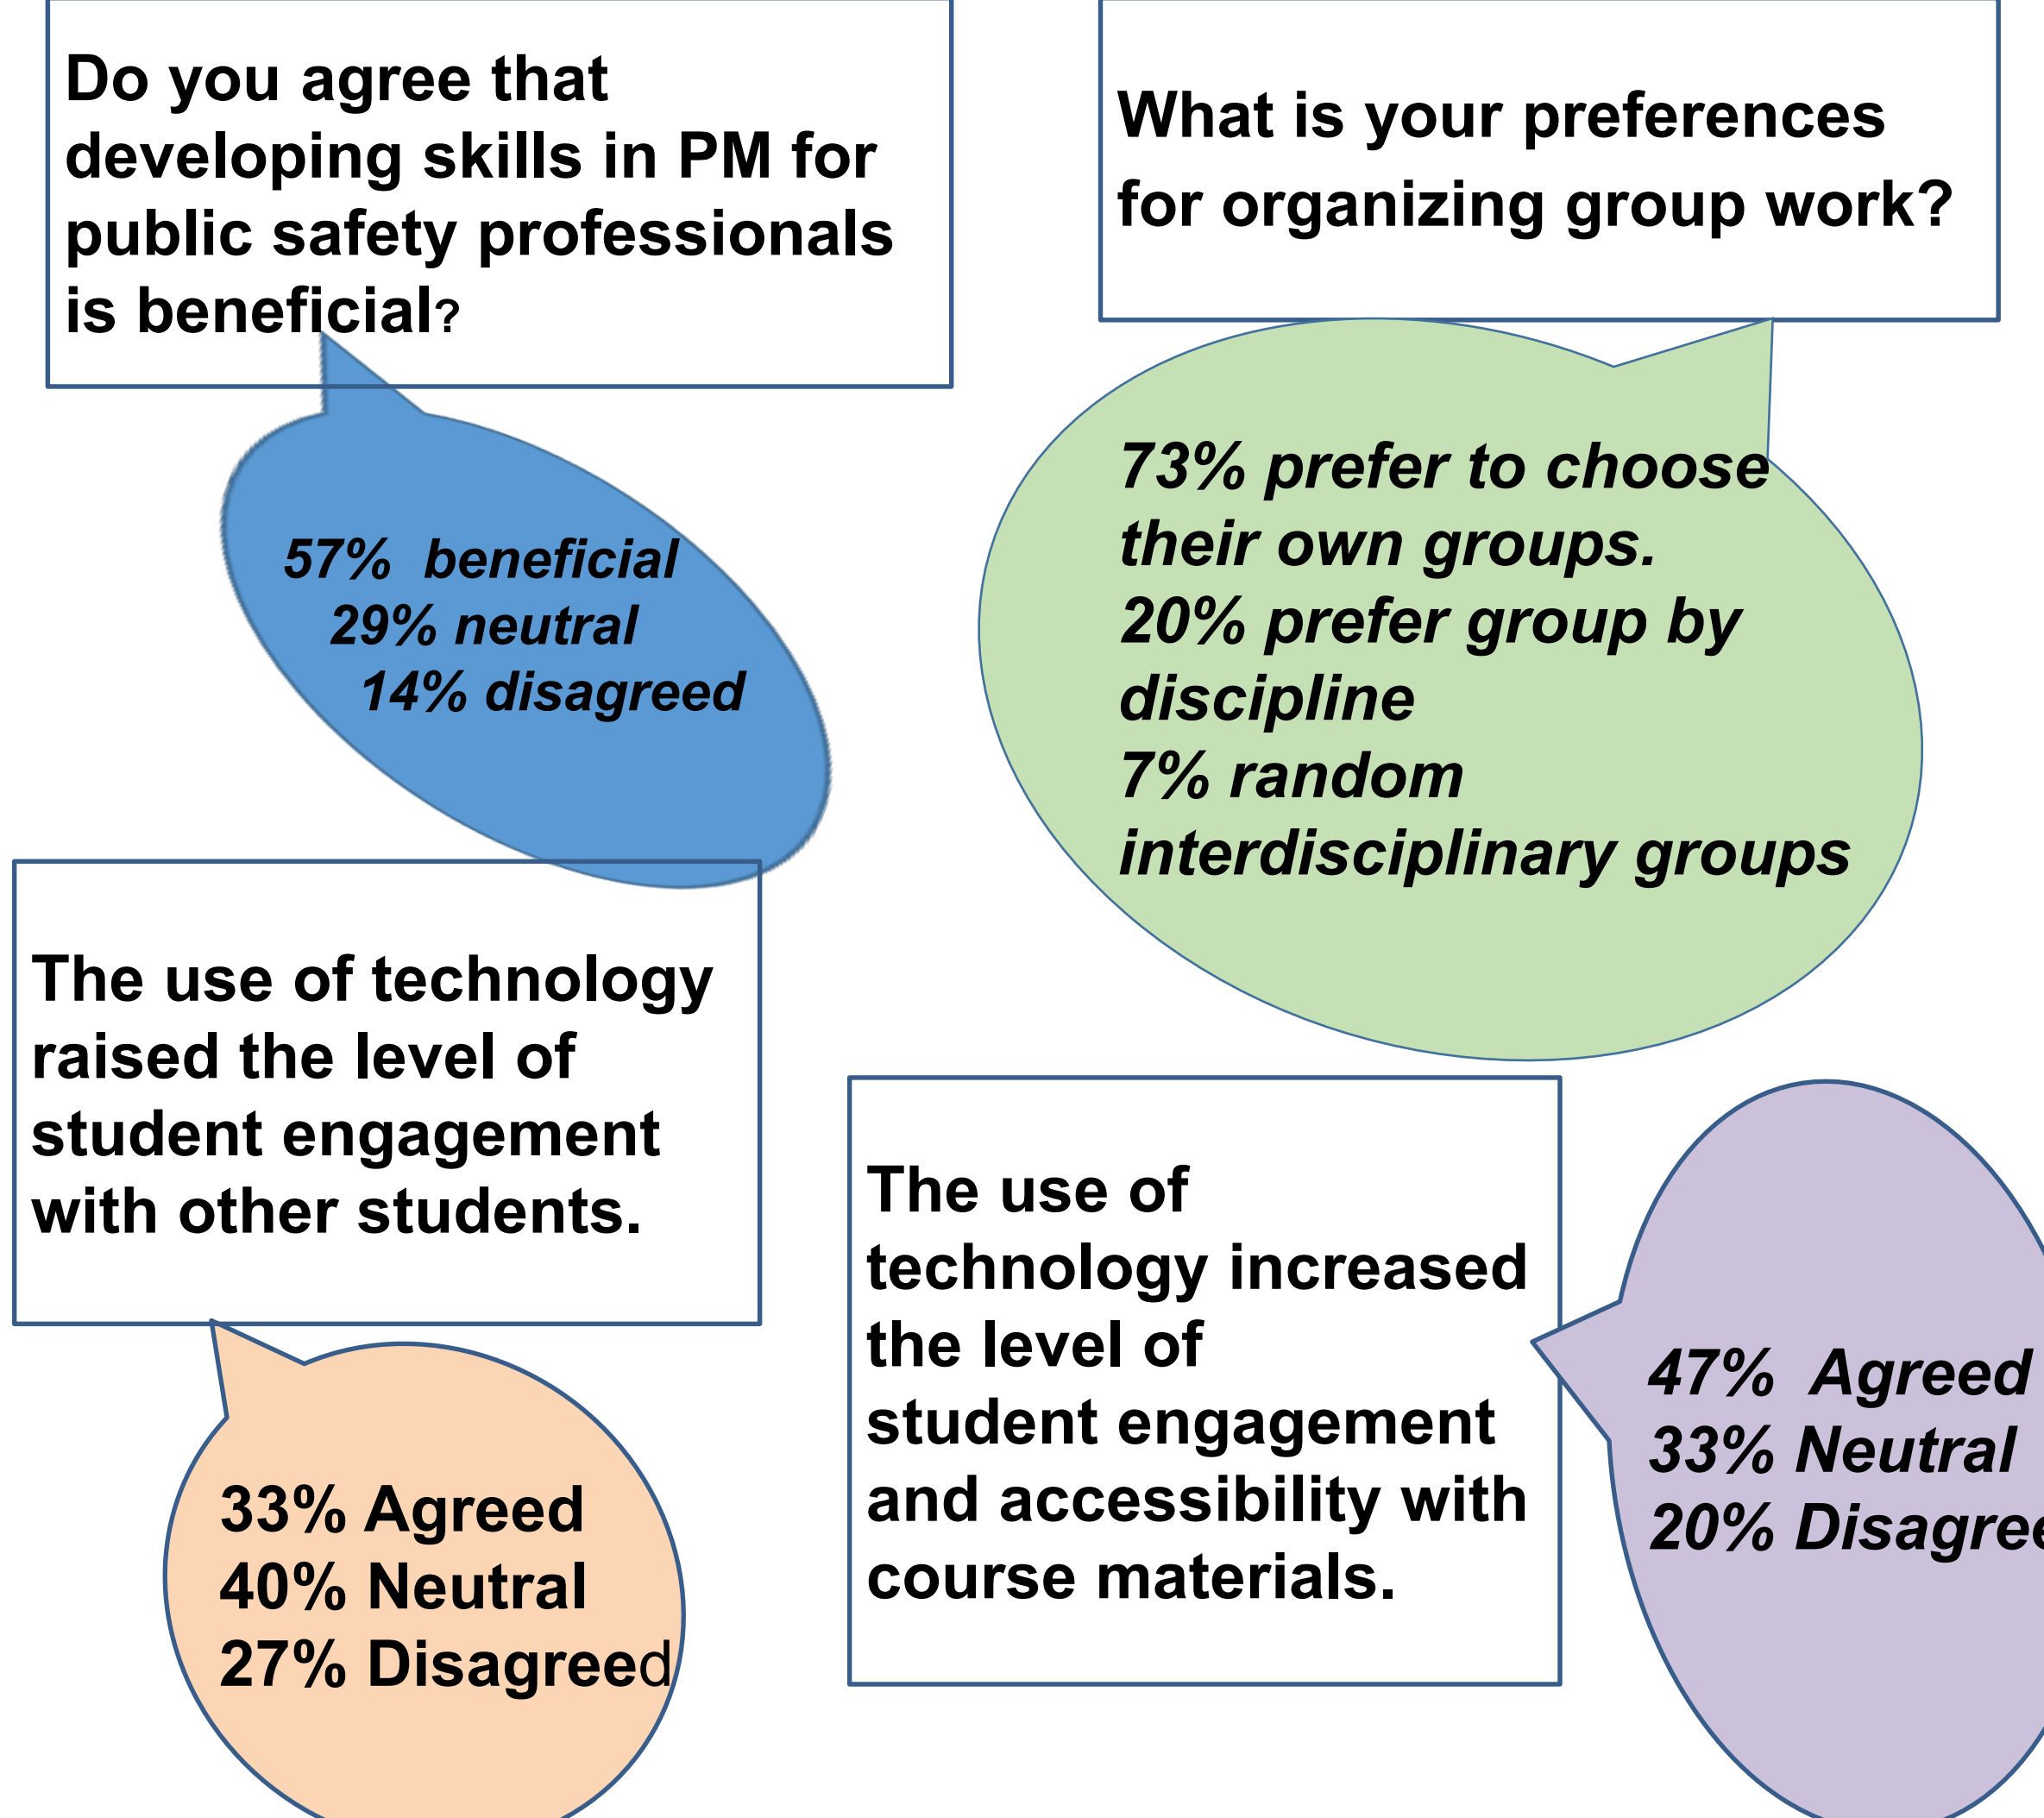 Do you agree that
developing skills in PM for
public safety professionals
is beneficial?
57% beneficial
29% neutral
14% disagreed
What is your preferences
for organizing group work?
73% prefer to choose
their own groups.
20% prefer group by
discipline
7% random
interdisciplinary groups
The use of technology
raised the level of
student engagement
with other students.
33% Agreed
40% Neutral
27% Disagreed
The use of
technology increased
the level of
student engagement
and accessibility with
course materials.
47% Agreed
33% Neutral
20%